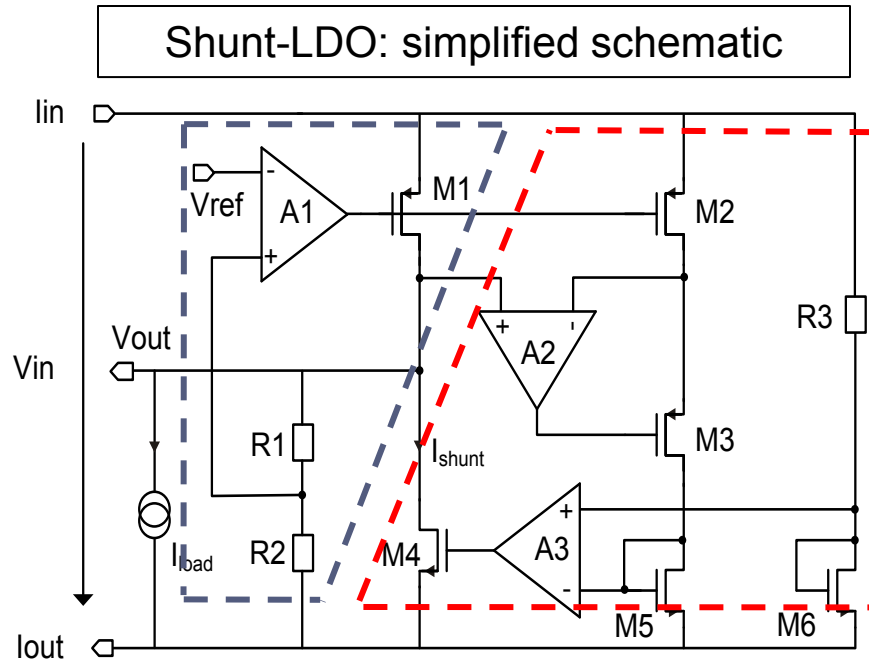 Shunt-LDO: simplified schematic
Iin
-
Vref
A1
+
M1
M2
+
-
A2
R3
Vout
Vin
M3
R1
Ishunt
+
A3
-
M4
Iload
R2
M5
M6
Iout